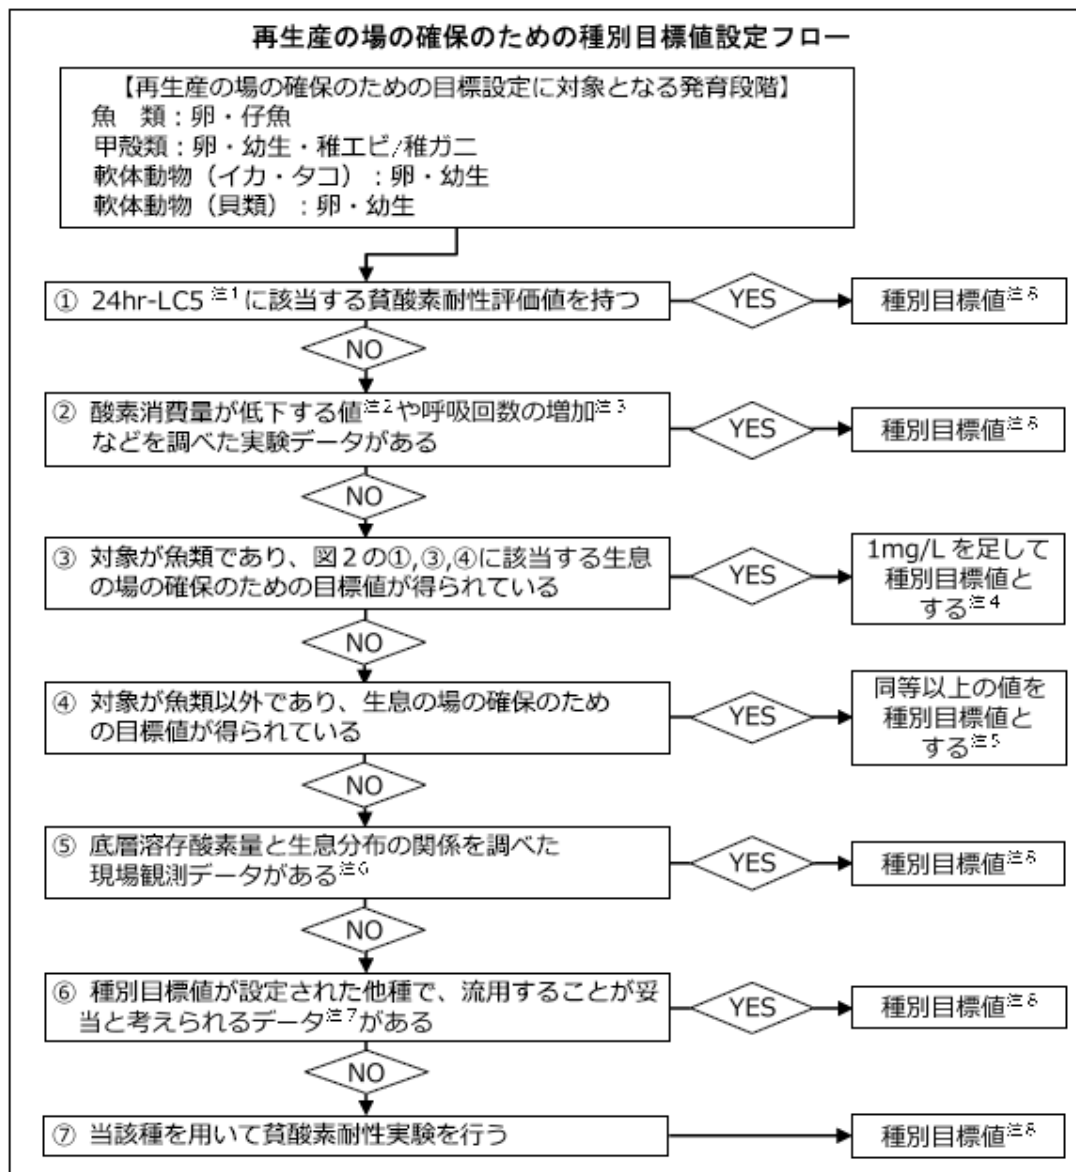 再生産の場の確保のための種別目標値設定フロー
【再生産の場の確保のための目標設定に対象となる発育段階】
魚　類：卵・仔魚
甲殻類：卵・幼生・稚エビ/稚ガニ
軟体動物（イカ・タコ）：卵・幼生
軟体動物（貝類）：卵・幼生
① 24hr-LC5 注1 に該当する貧酸素耐性評価値を持つ
YES
種別目標値注8
NO
② 酸素消費量が低下する値注2や呼吸回数の増加注3
などを調べた実験データがある
YES
種別目標値注8
NO
③ 対象が魚類であり、図２の①,③,④に該当する生息
の場の確保のための目標値が得られている
YES
1mg/L を足して
種別目標値と
する注4
NO
④ 対象が魚類以外であり、生息の場の確保のため
の目標値が得られている
YES
同等以上の値を
種別目標値と
する注5
NO
⑤ 底層溶存酸素量と生息分布の関係を調べた
現場観測データがある注6
YES
種別目標値注8
NO
⑥ 種別目標値が設定された他種で、流用することが妥
当と考えられるデータ注7がある
YES
種別目標値注8
NO
⑦ 当該種を用いて貧酸素耐性実験を行う
種別目標値注8